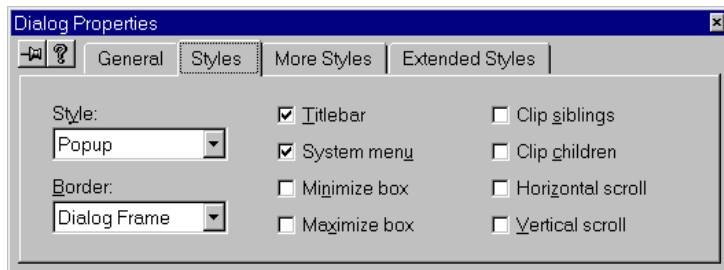 Dialog Properties
General Styles More Styles Extended Styles
Style: Titlebar Clip siblings
Popup System menu Clip children
Border: Minimize box Horizontal scroll
Dialog Frame Maximize box Vertical scroll